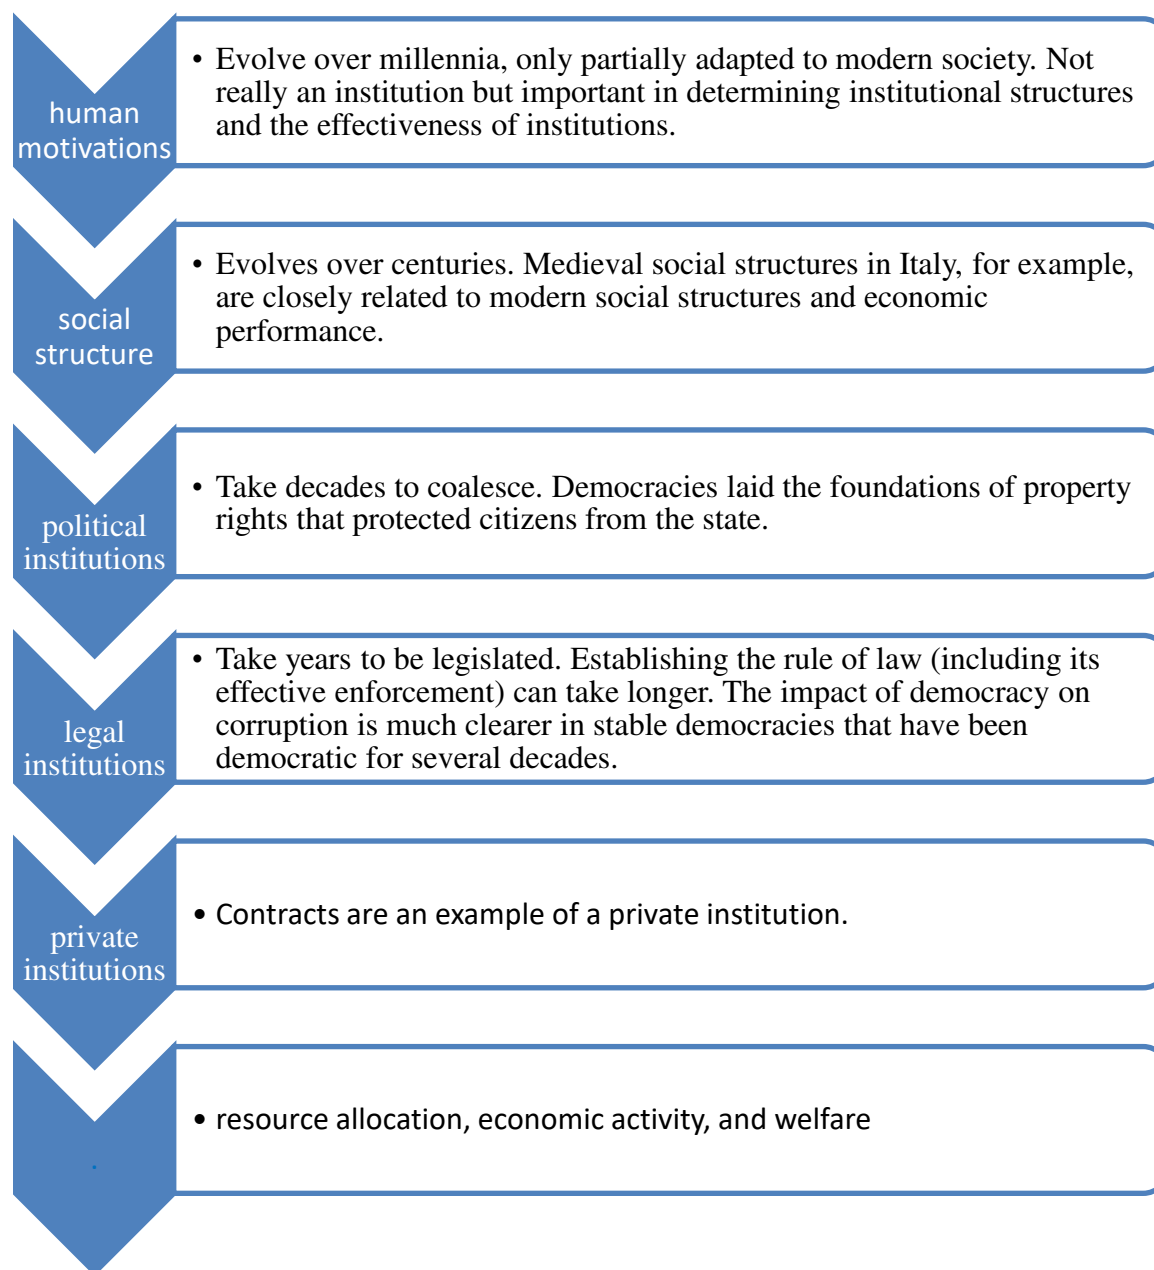 human
motivations
• Evolve over millennia, only partially adapted to modern society. Not
really an institution but important in determining institutional structures
and the effectiveness of institutions.
social
structure
• Evolves over centuries. Medieval social structures in Italy, for example,
are closely related to modern social structures and economic
performance.
political
institutions
• Take decades to coalesce. Democracies laid the foundations of property
rights that protected citizens from the state.
legal
institutions
• Take years to be legislated. Establishing the rule of law (including its
effective enforcement) can take longer. The impact of democracy on
corruption is much clearer in stable democracies that have been
democratic for several decades.
private
institutions
• Contracts are an example of a private institution.
.
• resource allocation, economic activity, and welfare